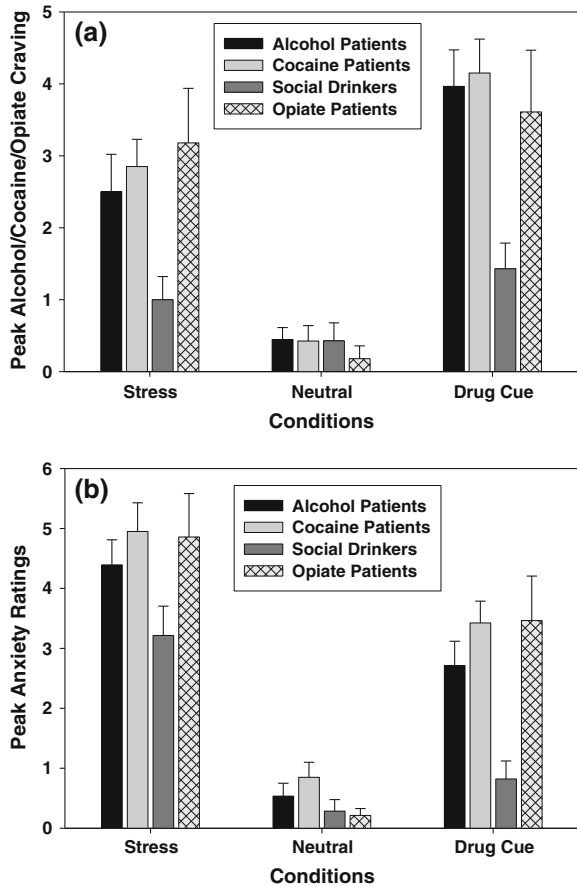 (a)
Alcohol Patients
Cocaine Patients
Social Drinkers
Opiate Patients
Peak Alcohol/Cocaine/Opiate Craving
5
4
3
2
1
0
Stress Neutral Drug Cue
Conditions
(b)
Alcohol Patients
Cocaine Patients
Social Drinkers
Opiate Patients
Peak Anxiety Ratings
6
5
4
3
2
1
0
Stress Neutral Drug Cue
Conditions